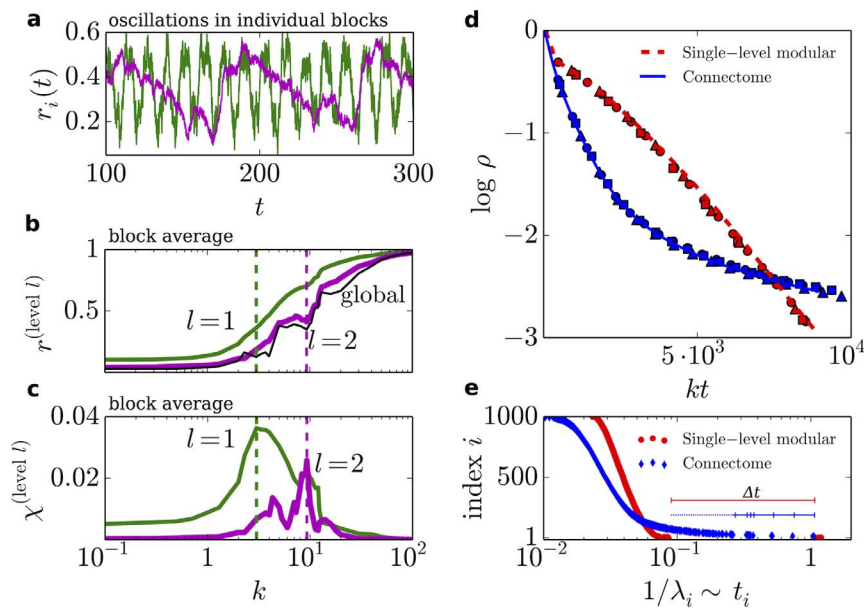 a oscillations in individual blocks
0.6
0.4
0.2
r_i(t)
100 200 300
t
b block average
1
0.5
r^(level l)
l=1
l=2
global
c block average
0.04
0.02
χ^(level l)
l=1
l=2
10^-1 1 10^1 10^2
k
d
0
-1
-2
-3
log ρ
Single-level modular
Connectome
5·10^3 10^4
kt
e
1000
500
1
index i
Single-level modular
Connectome
Δt
10^-2 10^-1 1
1/λ_i ∼ t_i